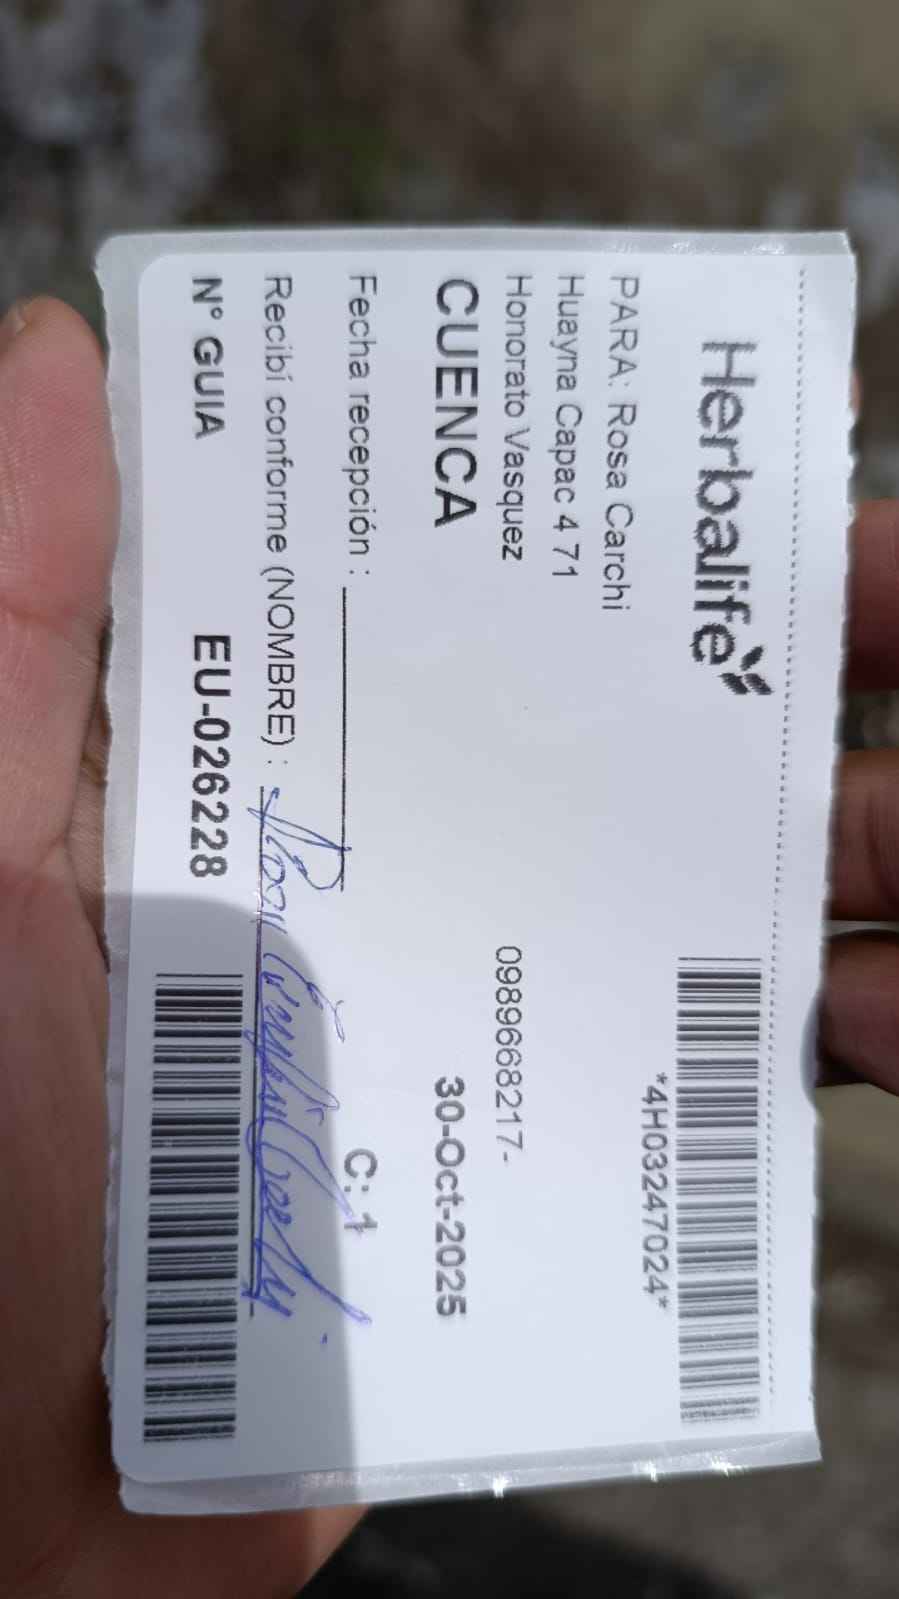 Herbalife
*4H03247024*
PARA: Rosa Carchi
Huayna Capac 4 71
Honorato Vasquez 0989668217-
CUENCA 30-Oct-2025
Fecha recepción : C: 1
Recibí conforme (NOMBRE) : Rosa
N° GUIA EU-026228